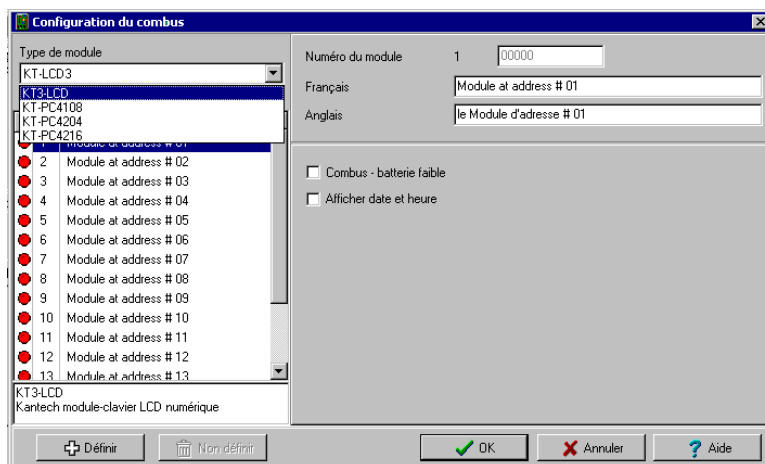 Configuration du combus
Type de module
KT-LCD3
KT3-LCD
KT-PC4108
KT-PC4204
KT-PC4216
1 Module at address # 01
2 Module at address # 02
3 Module at address # 03
4 Module at address # 04
5 Module at address # 05
6 Module at address # 06
7 Module at address # 07
8 Module at address # 08
9 Module at address # 09
10 Module at address # 10
11 Module at address # 11
12 Module at address # 12
13 Module at address # 13
KT3-LCD
Kantech module-clavier LCD numérique
Numéro du module 1 00000
Français Module at address # 01
Anglais le Module d'adresse # 01
Combus - batterie faible
Afficher date et heure
Définir Non définir OK Annuler Aide